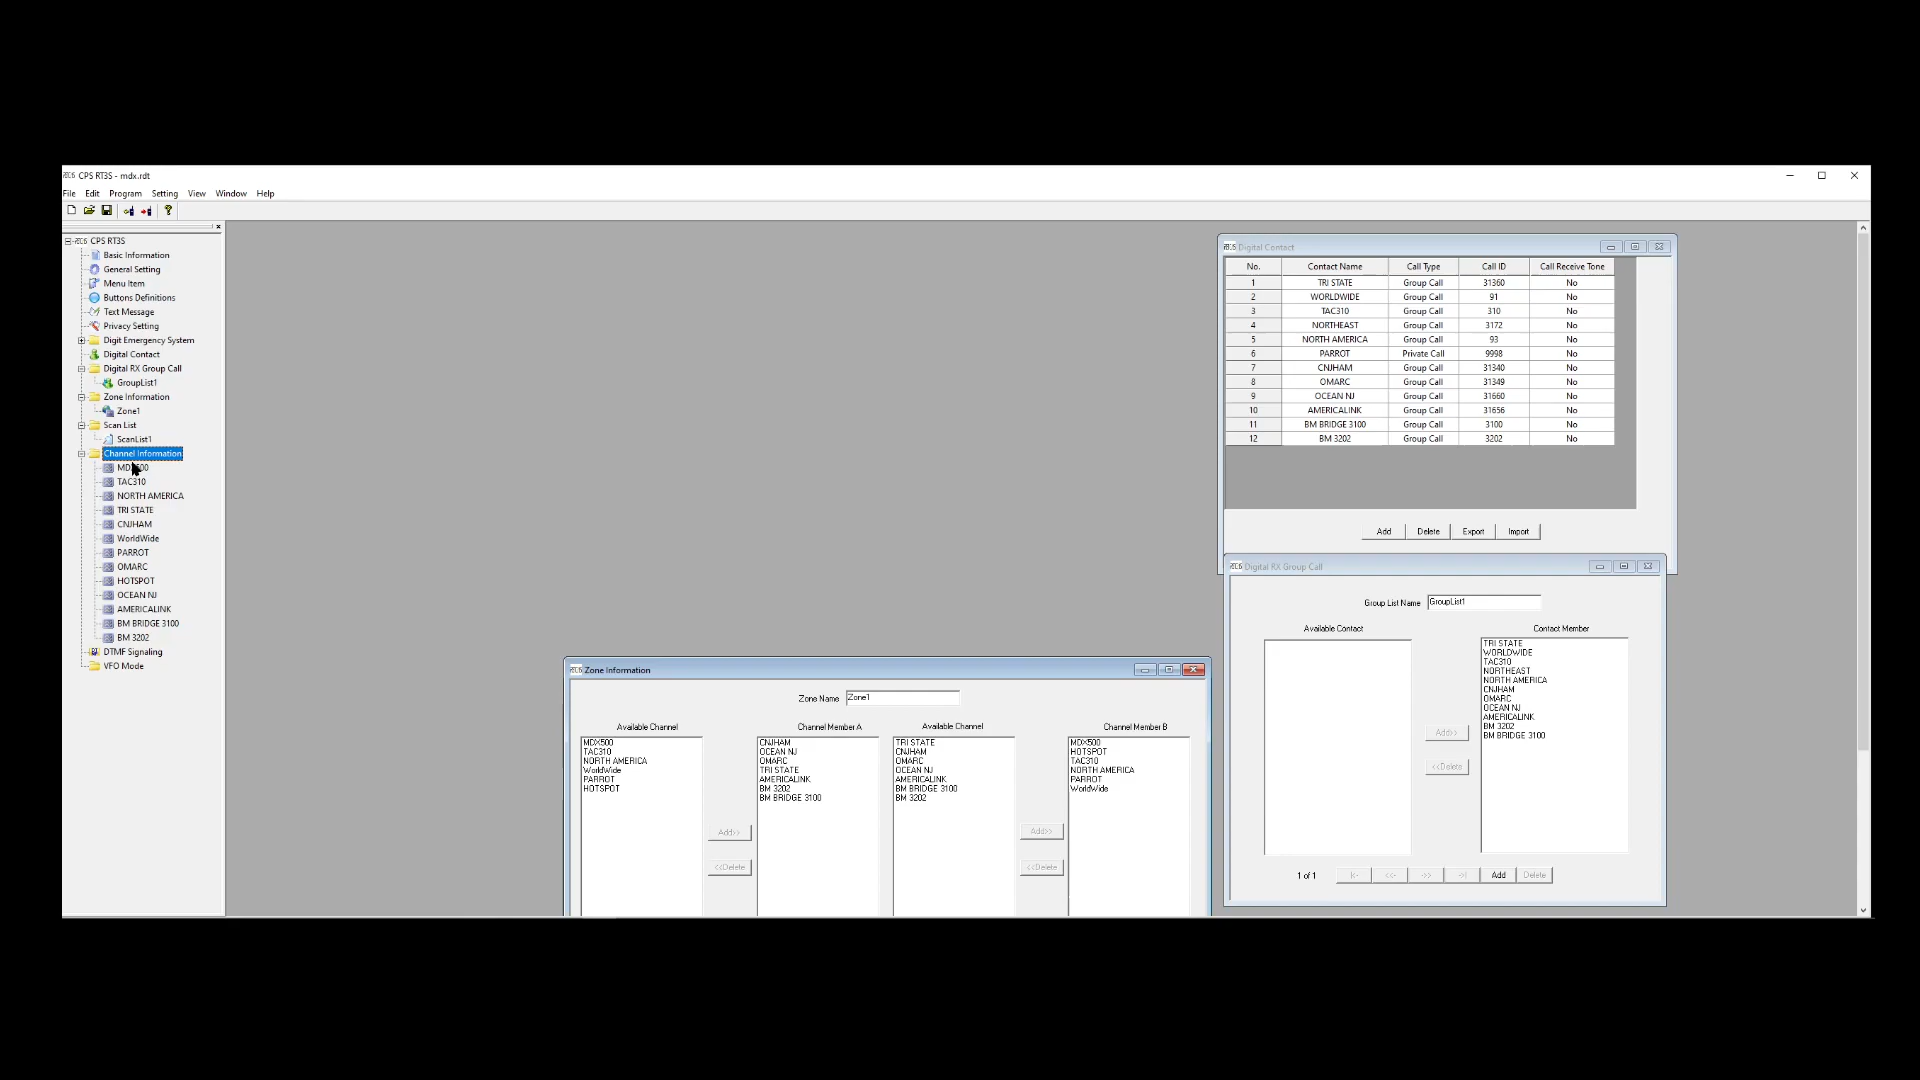 CPS RT3S - mdx.rdt
File Edit Program Setting View Window Help
CPS RT3S
Basic Information
General Setting
Menu Item
Buttons Definitions
Text Message
Privacy Setting
Digit Emergency System
Digital Contact
Digital RX Group Call
GroupList1
Zone Information
Zone1
Scan List
ScanList1
Channel Information
TAC310
NORTH AMERICA
TRI STATE
CNJHAM
WorldWide
PARROT
OMARC
HOTSPOT
OCEAN NJ
AMERICALINK
BM BRIDGE 3100
BM 3202
DTMF Signaling
VFO Mode
Digital Contact
No. Contact Name Call Type Call ID Call Receive Tone
1 TRI STATE Group Call 31360 No
2 WORLDWIDE Group Call 91 No
3 TAC310 Group Call 310 No
4 NORTHEAST Group Call 3172 No
5 NORTH AMERICA Group Call 93 No
6 PARROT Private Call 9998 No
7 CNJHAM Group Call 31340 No
8 OMARC Group Call 31349 No
9 OCEAN NJ Group Call 31660 No
10 AMERICALINK Group Call 31656 No
11 BM BRIDGE 3100 Group Call 3100 No
12 BM 3202 Group Call 3202 No
Add Delete Export Import
Digital RX Group Call
Group List Name GroupList1
Available Contact Contact Member
TRI STATE
WORLDWIDE
TAC310
NORTHEAST
NORTH AMERICA
CNJHAM
OMARC
OCEAN NJ
AMERICALINK
BM 3202
BM BRIDGE 3100
Add>>
<<Delete
1 of 1 |<- <<- ->> ->| Add Delete
Zone Information
Zone Name Zone1
Available Channel Channel Member A Available Channel Channel Member B
MDX500 CNJHAM TRI STATE MDX500
TAC310 OCEAN NJ CNJHAM HOTSPOT
NORTH AMERICA OMARC OMARC TAC310
WorldWide TRI STATE OCEAN NJ NORTH AMERICA
PARROT AMERICALINK AMERICALINK PARROT
HOTSPOT BM 3202 BM BRIDGE 3100 WorldWide
BM BRIDGE 3100 BM 3202
Add>> Add>>
<<Delete <<Delete